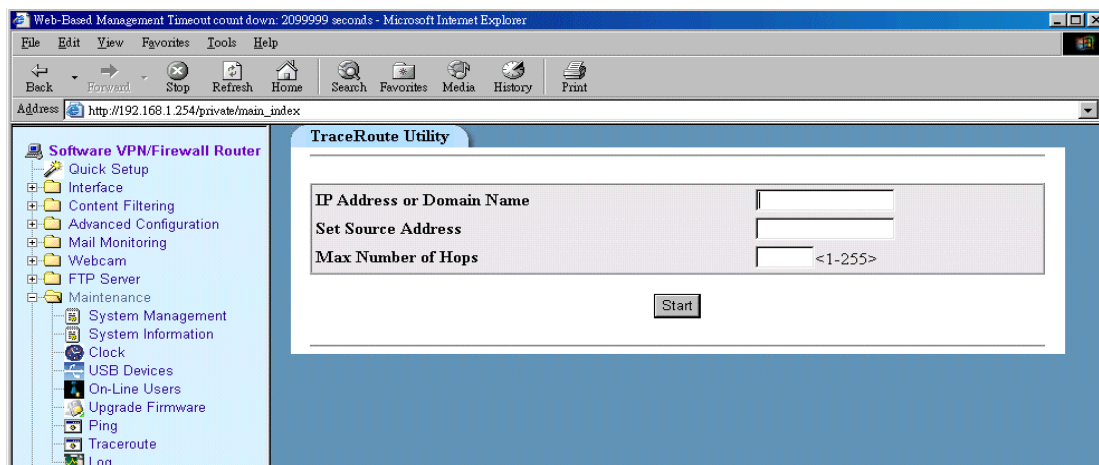 Web-Based Management Timeout count down: 2099999 seconds - Microsoft Internet Explorer
File Edit View Favorites Tools Help
Back Forward Stop Refresh Home Search Favorites Media History Print
Address http://192.168.1.254/private/main_index
Software VPN/Firewall Router
Quick Setup
Interface
Content Filtering
Advanced Configuration
Mail Monitoring
Webcam
FTP Server
Maintenance
System Management
System Information
Clock
USB Devices
On-Line Users
Upgrade Firmware
Ping
Traceroute
Log
TraceRoute Utility
IP Address or Domain Name
Set Source Address
Max Number of Hops <1-255>
Start